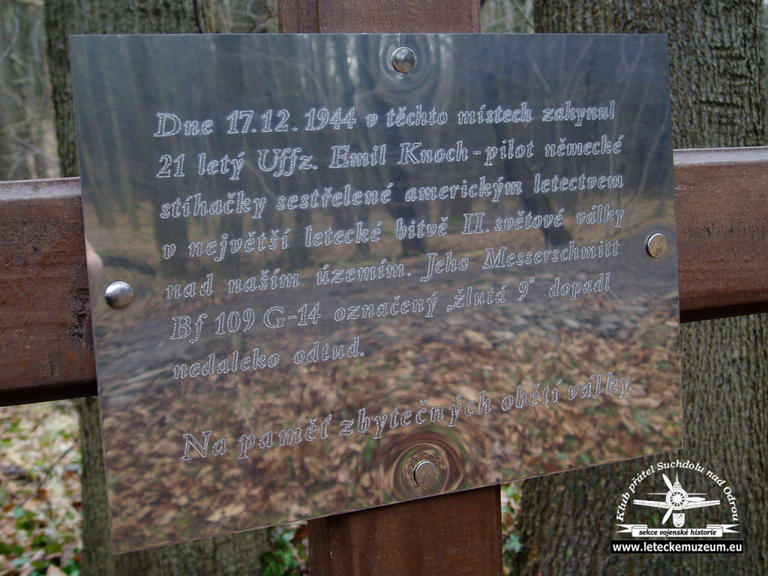 Dne 17.12.1944 v těchto místech zahynul
21 letý Uffz. Emil Knoch - pilot německé
stíhačky sestřelené americkým letectvem
v největší letecké bitvě II. světové války
nad naším územím. Jeho Messerschmitt
Bf 109 G-14 označený „žlutá 9" dopadl
nedaleko odtud.
Na paměť zbytečných obětí války.
Klub přátel Suchdolu nad Odrou
sekce vojenské historie
www.leteckemuzeum.eu